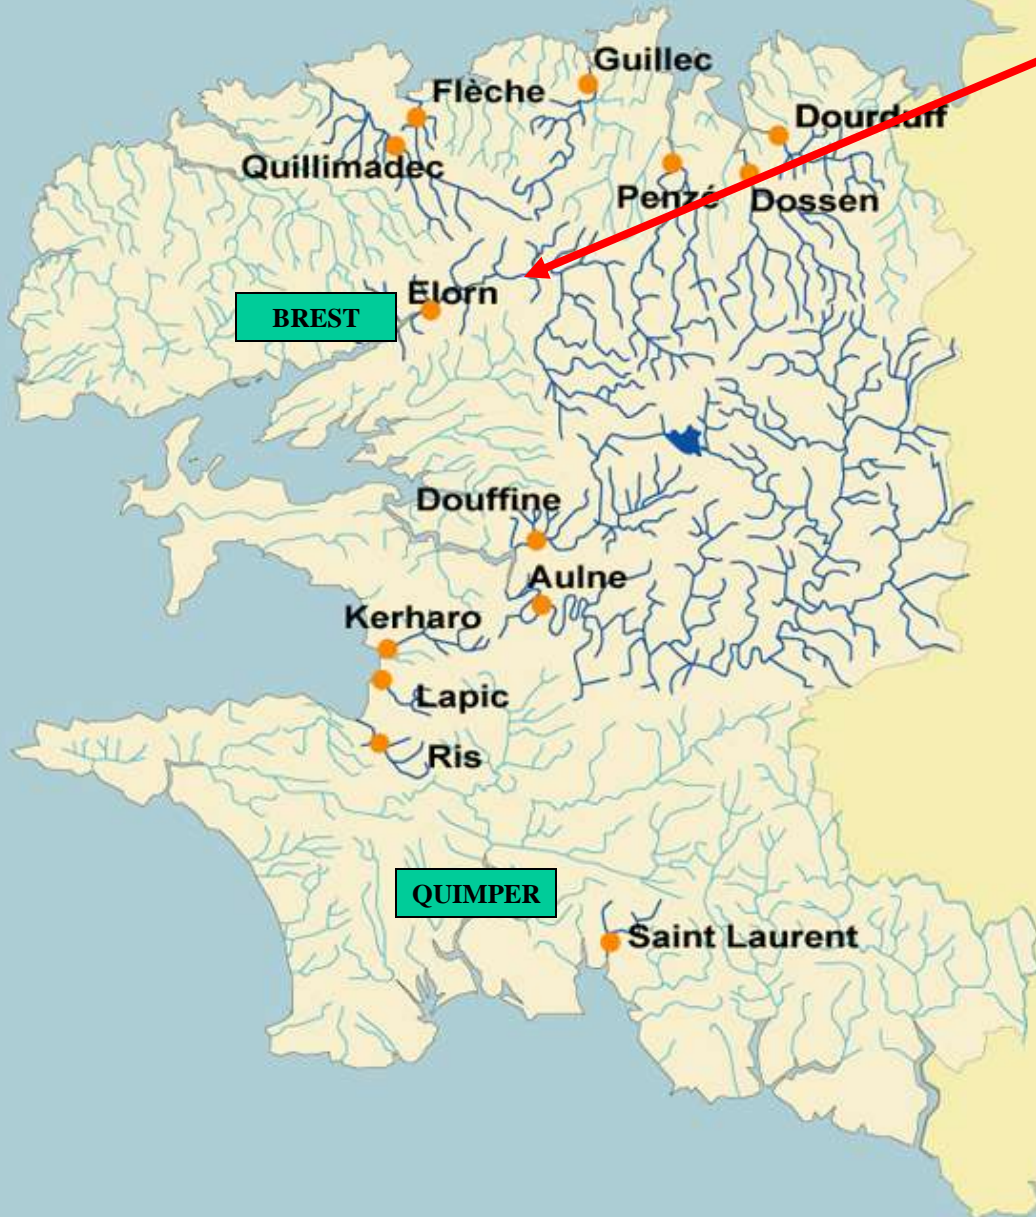 Guillec
Flèche
Dourduff
Quillimadec
Penzé
Dossen
Elorn
BREST
Douffine
Aulne
Kerharo
Lapic
Ris
QUIMPER
Saint Laurent